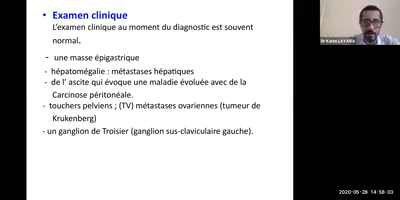 • Examen clinique
L'examen clinique au moment du diagnostic est souvent
normal.
- une masse épigastrique
- hépatomégalie : métastases hépatiques
- de l' ascite qui évoque une maladie évoluée avec de la
Carcinose péritonéale.
- touchers pelviens ; (TV) métastases ovariennes (tumeur de
Krukenberg)
- un ganglion de Troisier (ganglion sus-claviculaire gauche).
Dr Karim LAYAIDA
2020-05-28 14:58:03